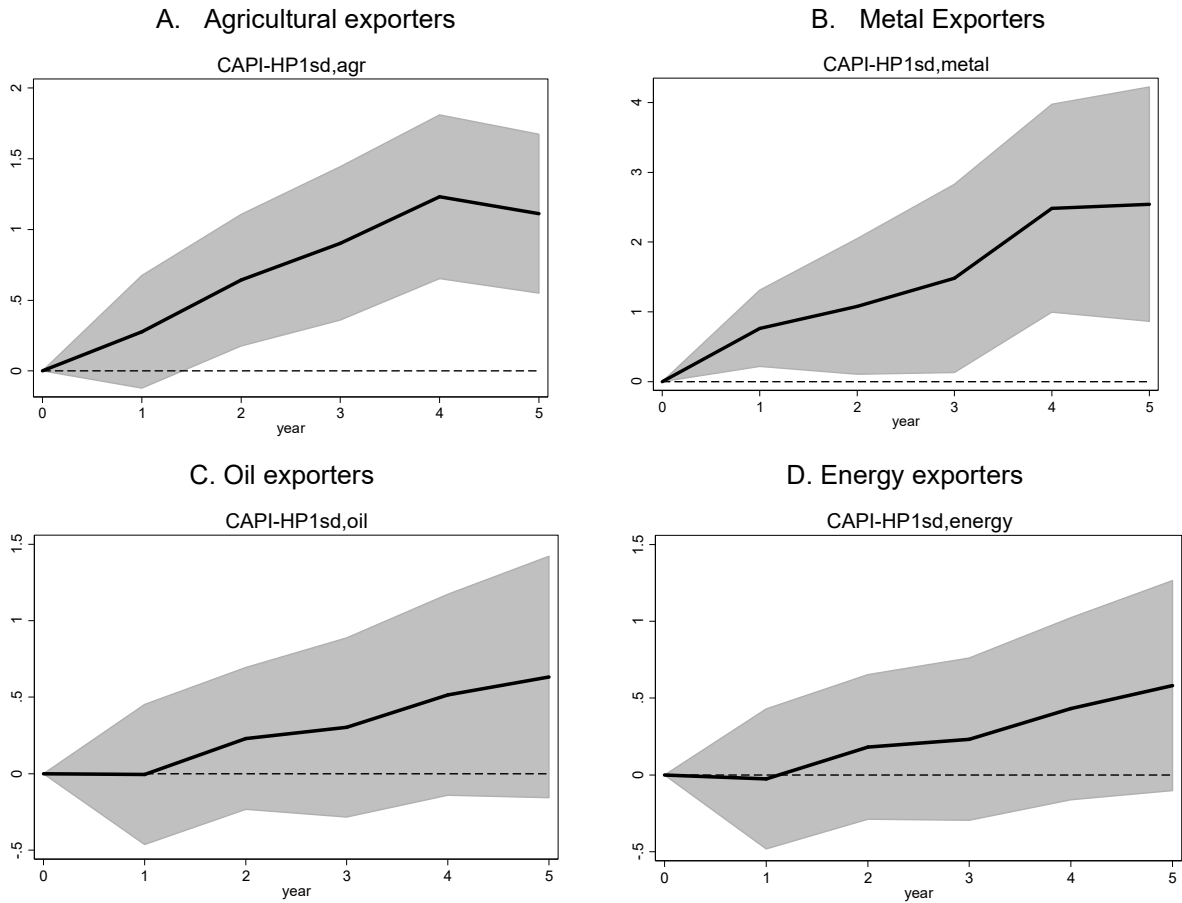 A. Agricultural exporters
CAPI-HP1sd,agr
2
1.5
1
.5
0
0 1 2 3 4 5
year
B. Metal Exporters
CAPI-HP1sd,metal
4
3
2
1
0
0 1 2 3 4 5
year
C. Oil exporters
CAPI-HP1sd,oil
1.5
1
.5
0
-.5
0 1 2 3 4 5
year
D. Energy exporters
CAPI-HP1sd,energy
1.5
1
.5
0
-.5
0 1 2 3 4 5
year